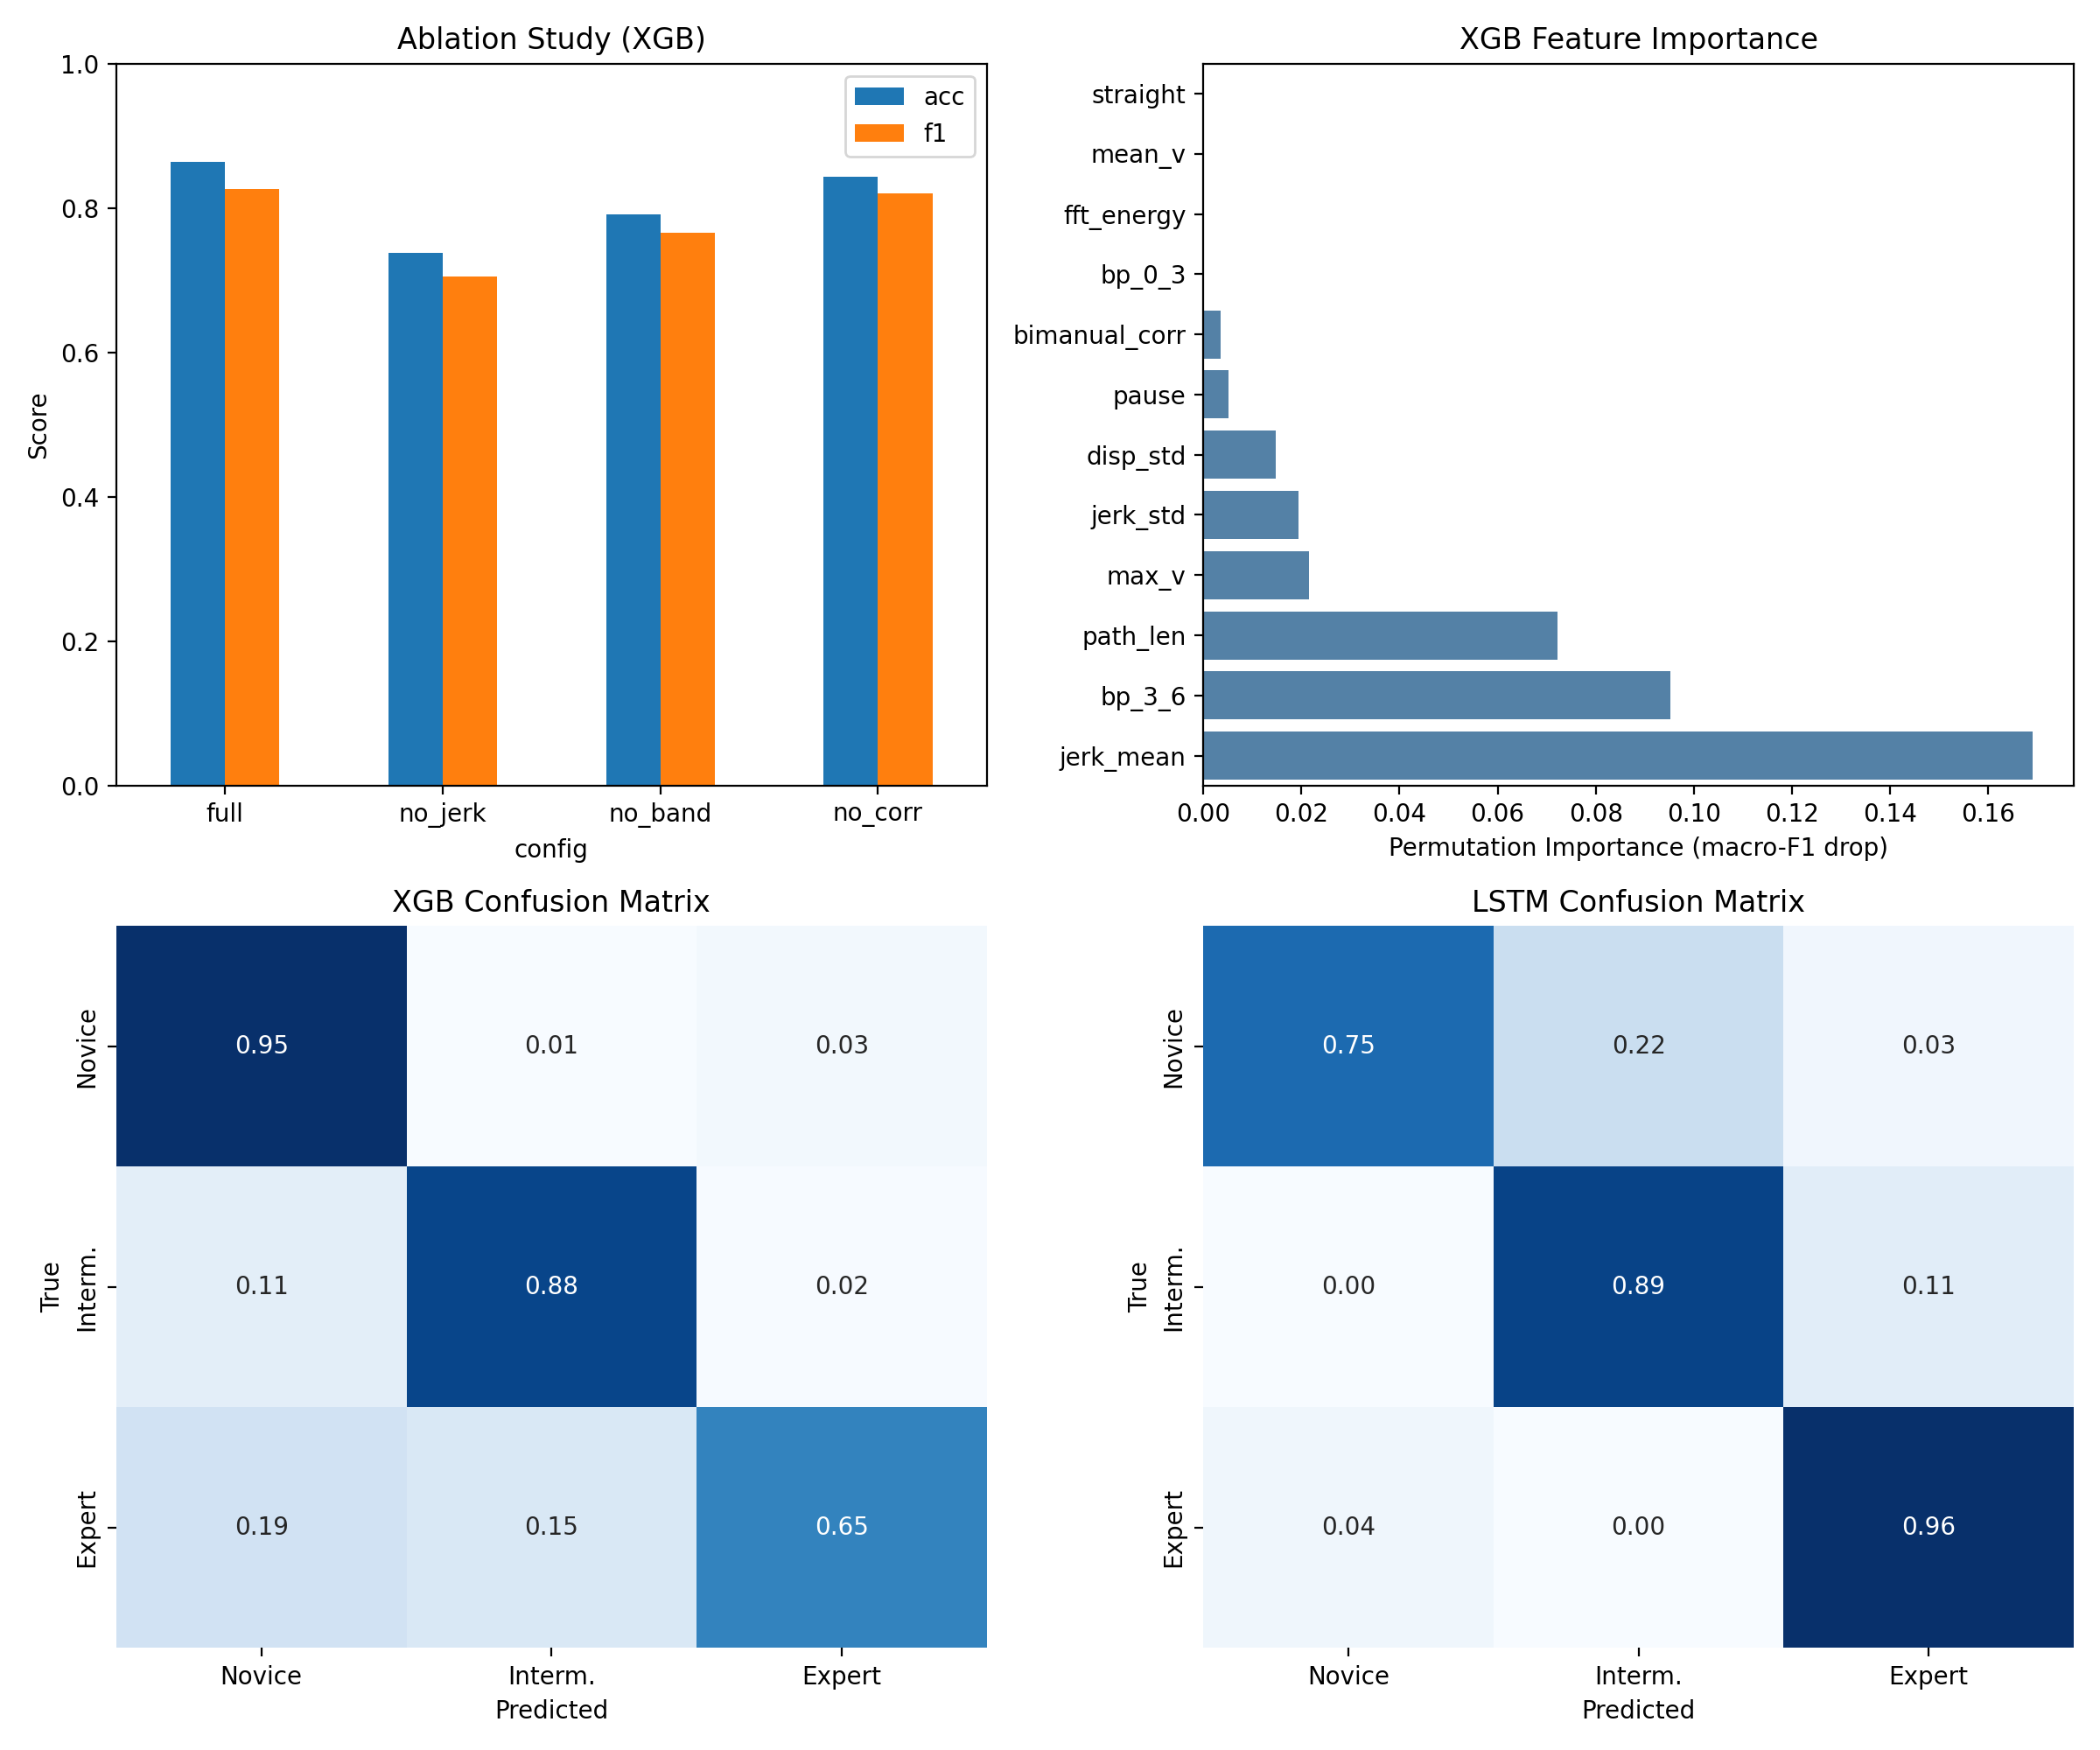 Ablation Study (XGB)
1.0
0.8
0.6
0.4
0.2
0.0
Score
acc
f1
full
no_jerk
no_band
no_corr
config
XGB Feature Importance
straight
mean_v
fft_energy
bp_0_3
bimanual_corr
pause
disp_std
jerk_std
max_v
path_len
bp_3_6
jerk_mean
0.00 0.02 0.04 0.06 0.08 0.10 0.12 0.14 0.16
Permutation Importance (macro-F1 drop)
XGB Confusion Matrix
True
Novice
0.95 0.01 0.03
Interm.
0.11 0.88 0.02
Expert
0.19 0.15 0.65
Novice Interm. Expert
Predicted
LSTM Confusion Matrix
True
Novice
0.75 0.22 0.03
Interm.
0.00 0.89 0.11
Expert
0.04 0.00 0.96
Novice Interm. Expert
Predicted